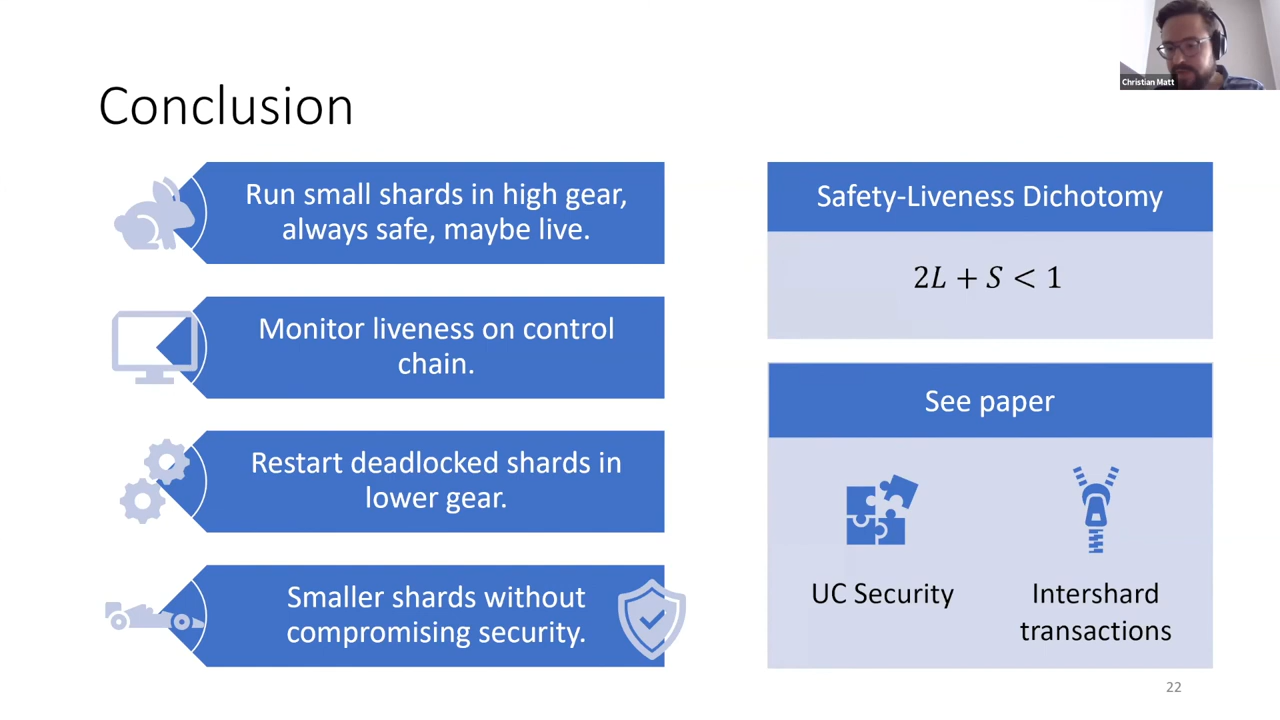 Christian Matt
Conclusion
Run small shards in high gear,
always safe, maybe live.
Monitor liveness on control
chain.
Restart deadlocked shards in
lower gear.
Smaller shards without
compromising security.
Safety-Liveness Dichotomy
2L + S < 1
See paper
UC Security
Intershard
transactions
22